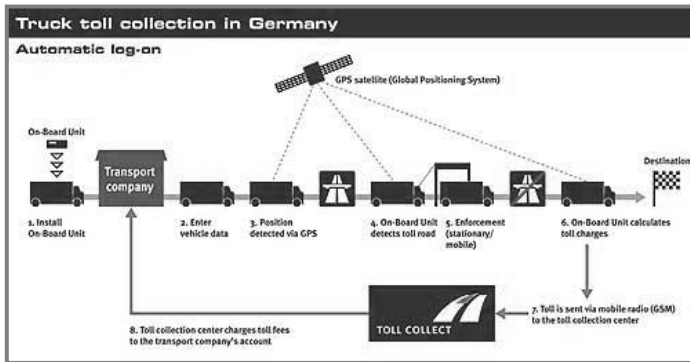 Truck toll collection in Germany
Automatic log-on
GPS satellite (Global Positioning System)
On-Board Unit
Transport
company
Destination
1. Install
On-Board Unit
2. Enter
vehicle data
3. Position
detected via GPS
4. On-Board Unit
detects toll road
5. Enforcement
(stationary/
mobile)
6. On-Board Unit calculates
toll charges
7. Toll is sent via mobile radio (GSM)
to the toll collection center
TOLL COLLECT
8. Toll collection center charges toll fees
to the transport company's account